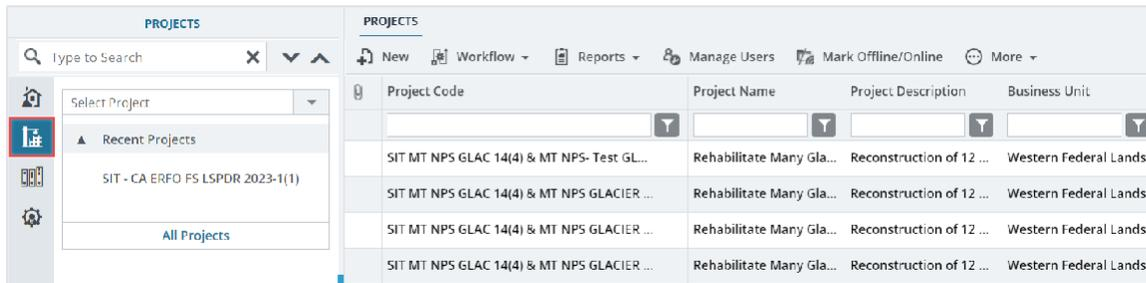 PROJECTS
Type to Search
Select Project
Recent Projects
SIT - CA ERFO FS LSPDR 2023-1(1)
All Projects
PROJECTS
New Workflow Reports Manage Users Mark Offline/Online More
Project Code Project Name Project Description Business Unit
SIT MT NPS GLAC 14(4) & MT NPS- Test GL... Rehabilitate Many Gla... Reconstruction of 12 ... Western Federal Lands
SIT MT NPS GLAC 14(4) & MT NPS GLACIER ... Rehabilitate Many Gla... Reconstruction of 12 ... Western Federal Lands
SIT MT NPS GLAC 14(4) & MT NPS GLACIER ... Rehabilitate Many Gla... Reconstruction of 12 ... Western Federal Lands
SIT MT NPS GLAC 14(4) & MT NPS GLACIER ... Rehabilitate Many Gla... Reconstruction of 12 ... Western Federal Lands